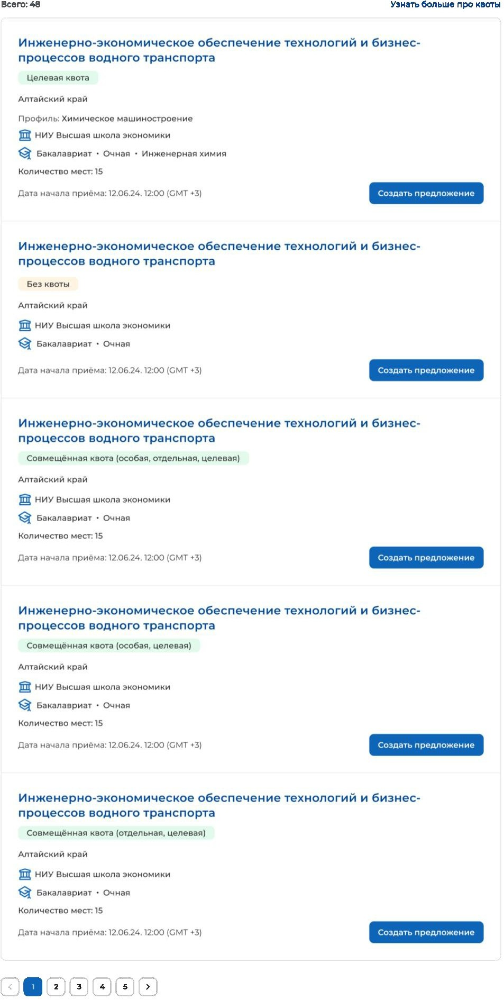 Всего: 48
Узнать больше про квоты
Инженерно-экономическое обеспечение технологий и бизнес-
процессов водного транспорта
Целевая квота
Алтайский край
Профиль: Химическое машиностроение
НИУ Высшая школа экономики
Бакалавриат • Очная • Инженерная химия
Количество мест: 15
Дата начала приёма: 12.06.24. 12:00 (GMT +3)
Создать предложение
Инженерно-экономическое обеспечение технологий и бизнес-
процессов водного транспорта
Без квоты
Алтайский край
НИУ Высшая школа экономики
Бакалавриат • Очная
Дата начала приёма: 12.06.24. 12:00 (GMT +3)
Создать предложение
Инженерно-экономическое обеспечение технологий и бизнес-
процессов водного транспорта
Совмещённая квота (особая, отдельная, целевая)
Алтайский край
НИУ Высшая школа экономики
Бакалавриат • Очная
Количество мест: 15
Дата начала приёма: 12.06.24. 12:00 (GMT +3)
Создать предложение
Инженерно-экономическое обеспечение технологий и бизнес-
процессов водного транспорта
Совмещённая квота (особая, целевая)
Алтайский край
НИУ Высшая школа экономики
Бакалавриат • Очная
Количество мест: 15
Дата начала приёма: 12.06.24. 12:00 (GMT +3)
Создать предложение
Инженерно-экономическое обеспечение технологий и бизнес-
процессов водного транспорта
Совмещённая квота (отдельная, целевая)
Алтайский край
НИУ Высшая школа экономики
Бакалавриат • Очная
Количество мест: 15
Дата начала приёма: 12.06.24. 12:00 (GMT +3)
Создать предложение
< 1 2 3 4 5 >